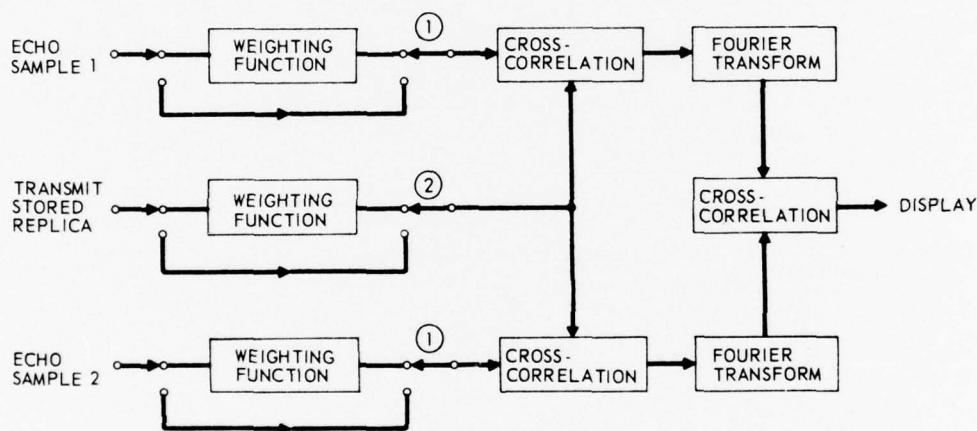 ECHO
SAMPLE 1
WEIGHTING
FUNCTION
1
CROSS-
CORRELATION
FOURIER
TRANSFORM
TRANSMIT
STORED
REPLICA
WEIGHTING
FUNCTION
2
CROSS-
CORRELATION
DISPLAY
ECHO
SAMPLE 2
WEIGHTING
FUNCTION
1
CROSS-
CORRELATION
FOURIER
TRANSFORM